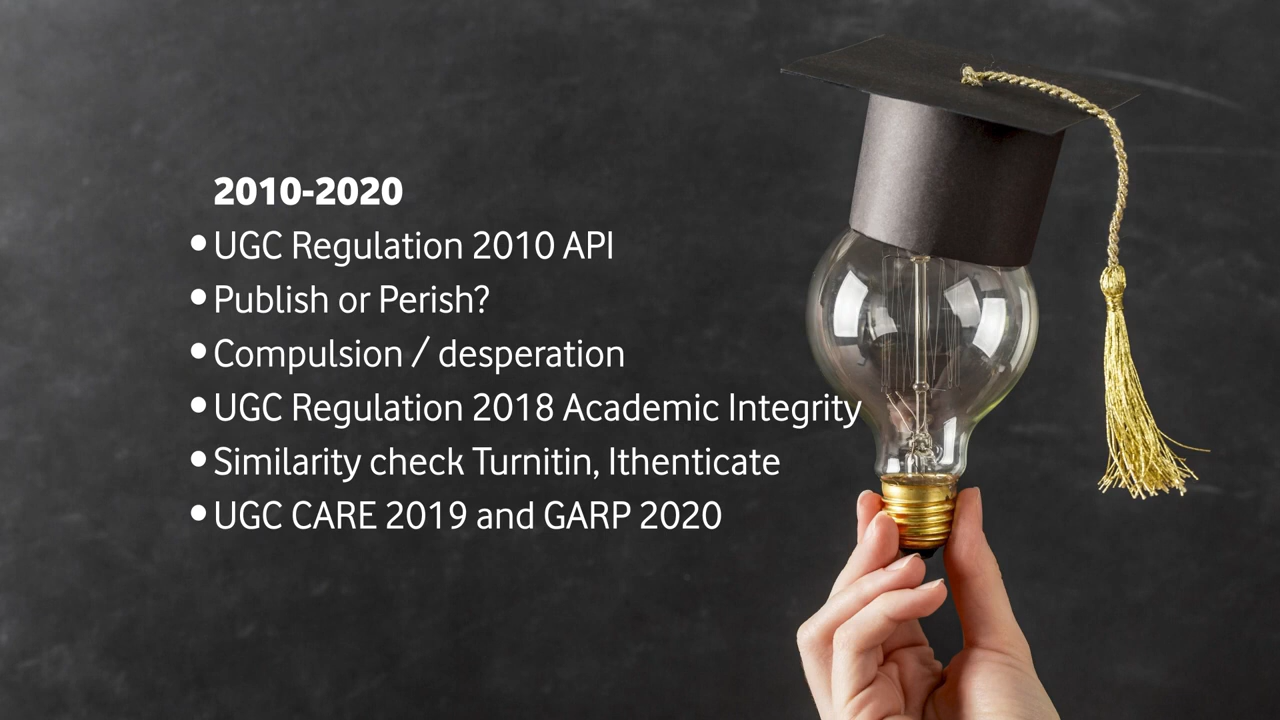 2010-2020
•UGC Regulation 2010 API
•Publish or Perish?
•Compulsion / desperation
•UGC Regulation 2018 Academic Integrity
•Similarity check Turnitin, Ithenticate
•UGC CARE 2019 and GARP 2020